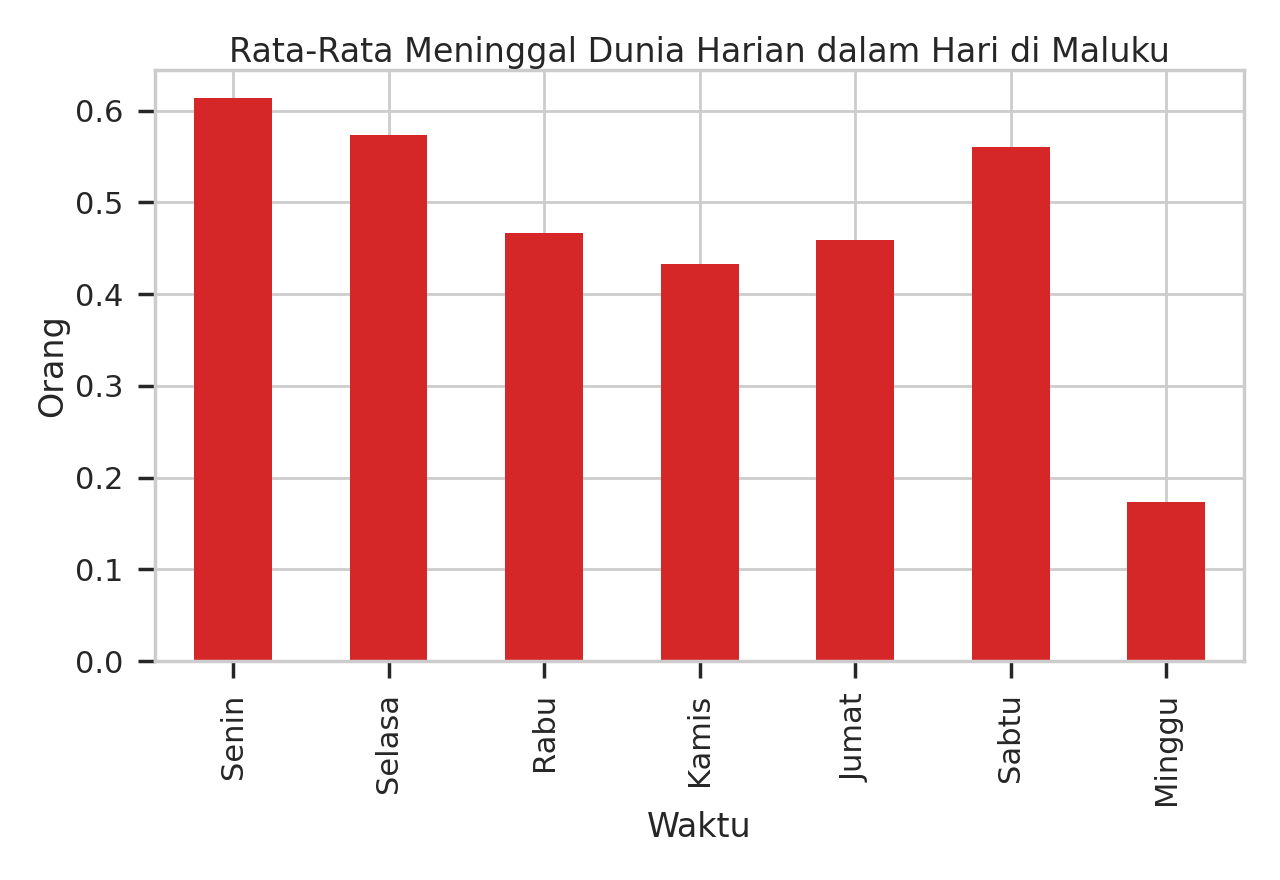 Rata-Rata Meninggal Dunia Harian dalam Hari di Maluku
0.6
0.5
0.4
0.3
0.2
0.1
0.0
Orang
Senin
Selasa
Rabu
Kamis
Jumat
Sabtu
Minggu
Waktu